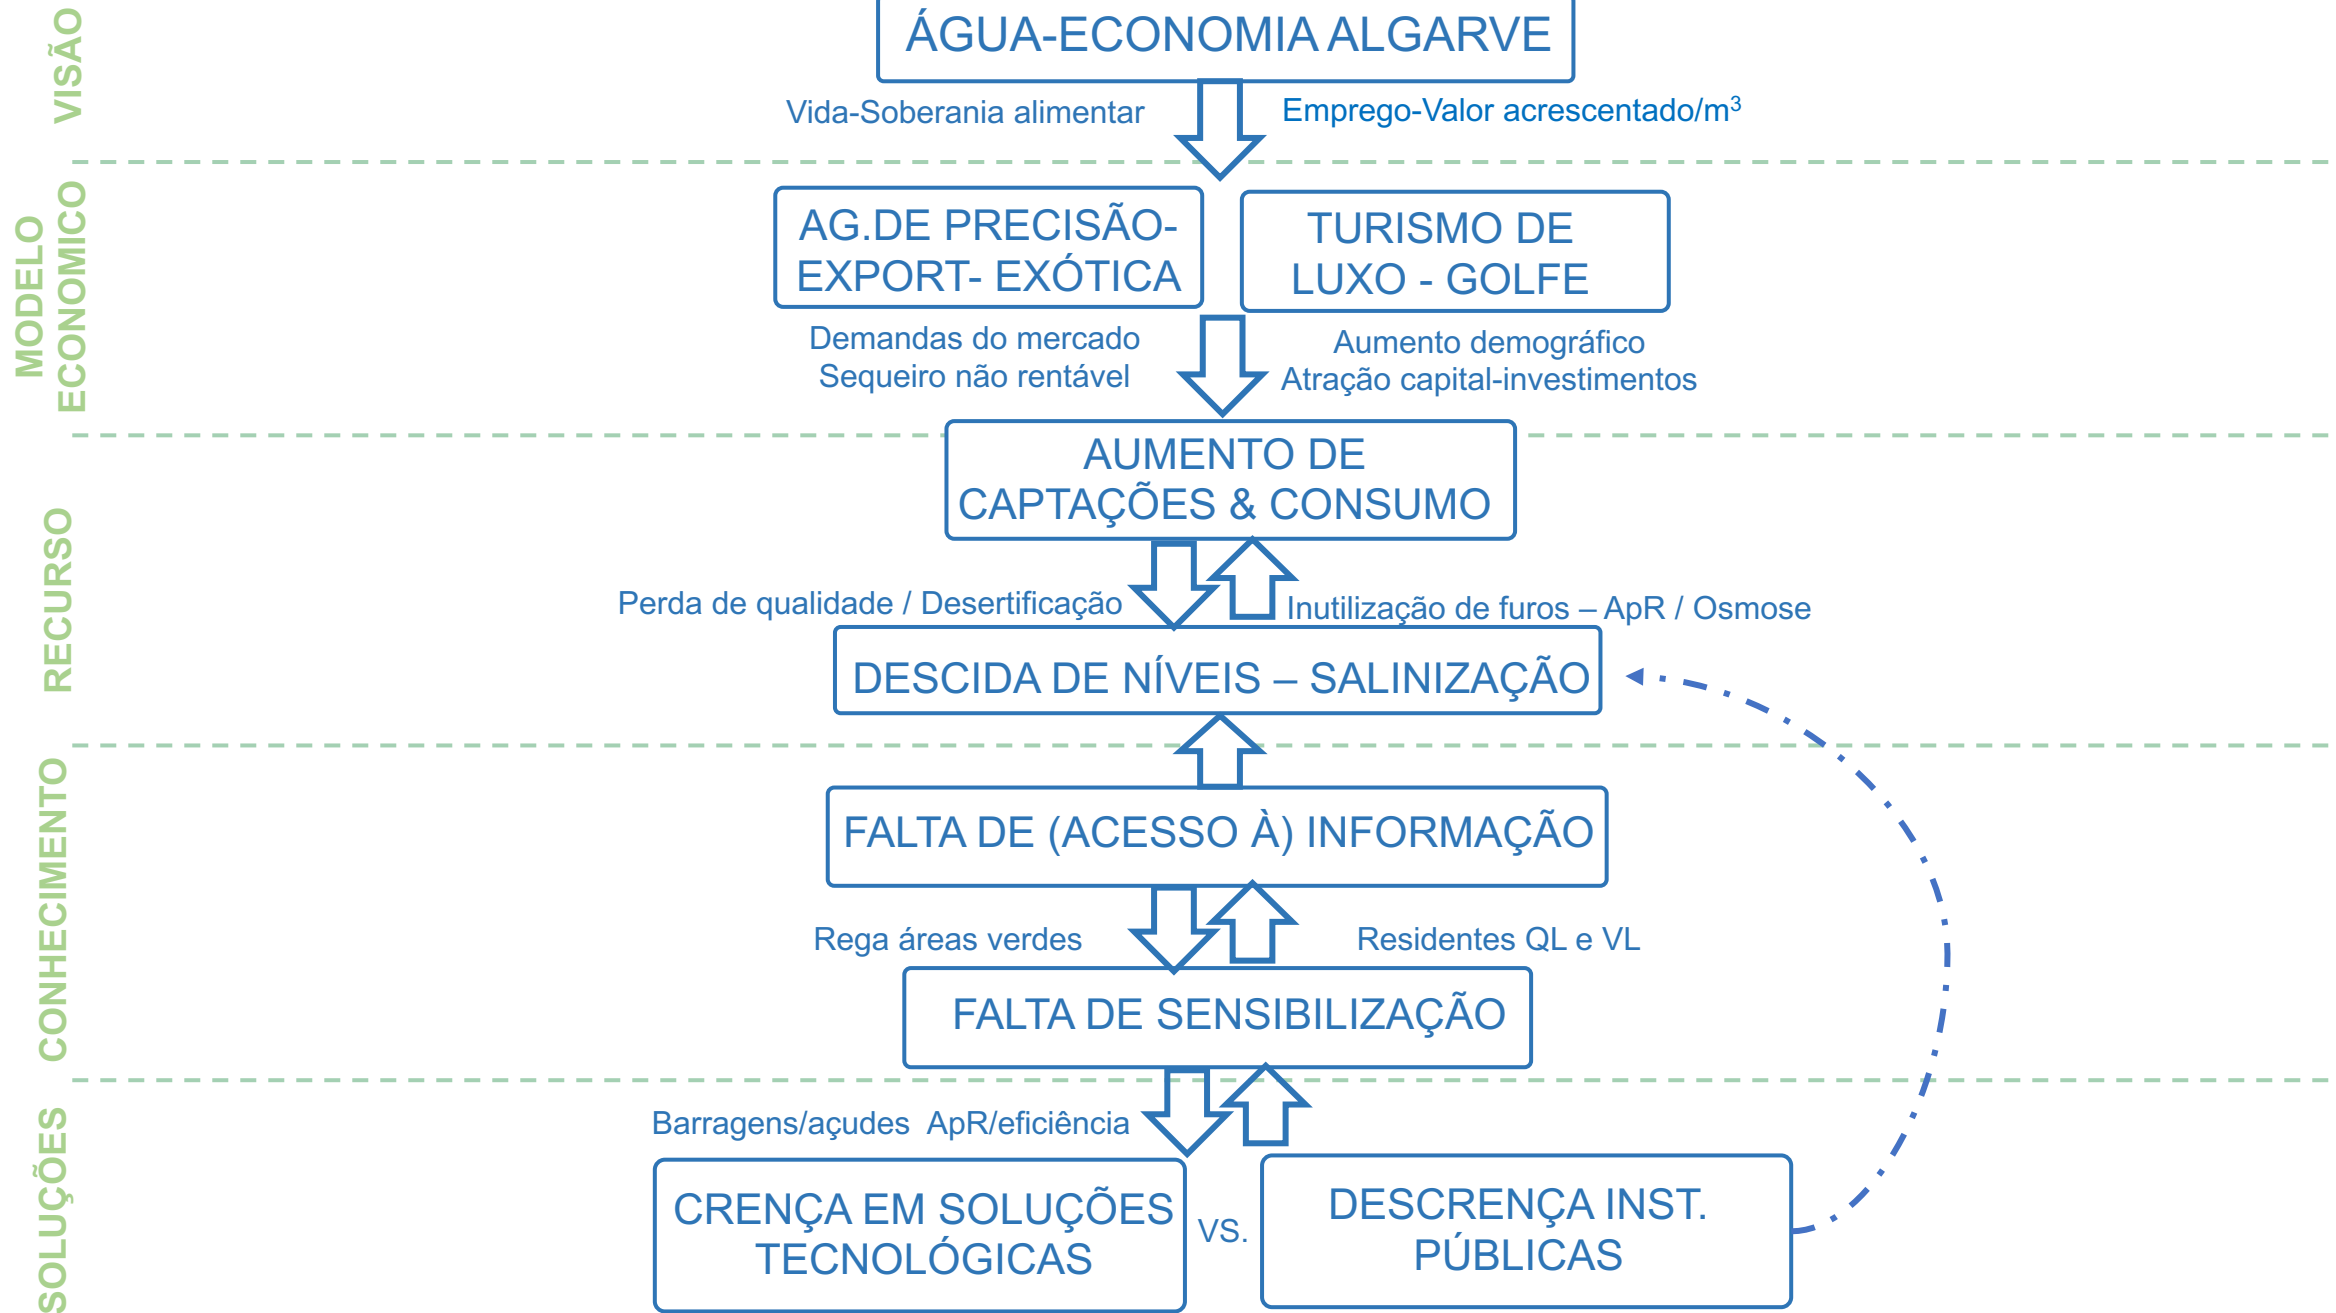 VISÃO
ÁGUA-ECONOMIA ALGARVE
Vida-Soberania alimentar
Emprego-Valor acrescentado/m³
MODELO
ECONOMICO
AG.DE PRECISÃO-
EXPORT- EXÓTICA
TURISMO DE
LUXO - GOLFE
Demandas do mercado
Sequeiro não rentável
Aumento demográfico
Atração capital-investimentos
RECURSO
AUMENTO DE
CAPTAÇÕES & CONSUMO
Perda de qualidade / Desertificação
Inutilização de furos – ApR / Osmose
DESCIDA DE NÍVEIS – SALINIZAÇÃO
CONHECIMENTO
FALTA DE (ACESSO À) INFORMAÇÃO
Rega áreas verdes
Residentes QL e VL
FALTA DE SENSIBILIZAÇÃO
SOLUÇÕES
Barragens/açudes  ApR/eficiência
CRENÇA EM SOLUÇÕES
TECNOLÓGICAS
VS.
DESCRENÇA INST.
PÚBLICAS